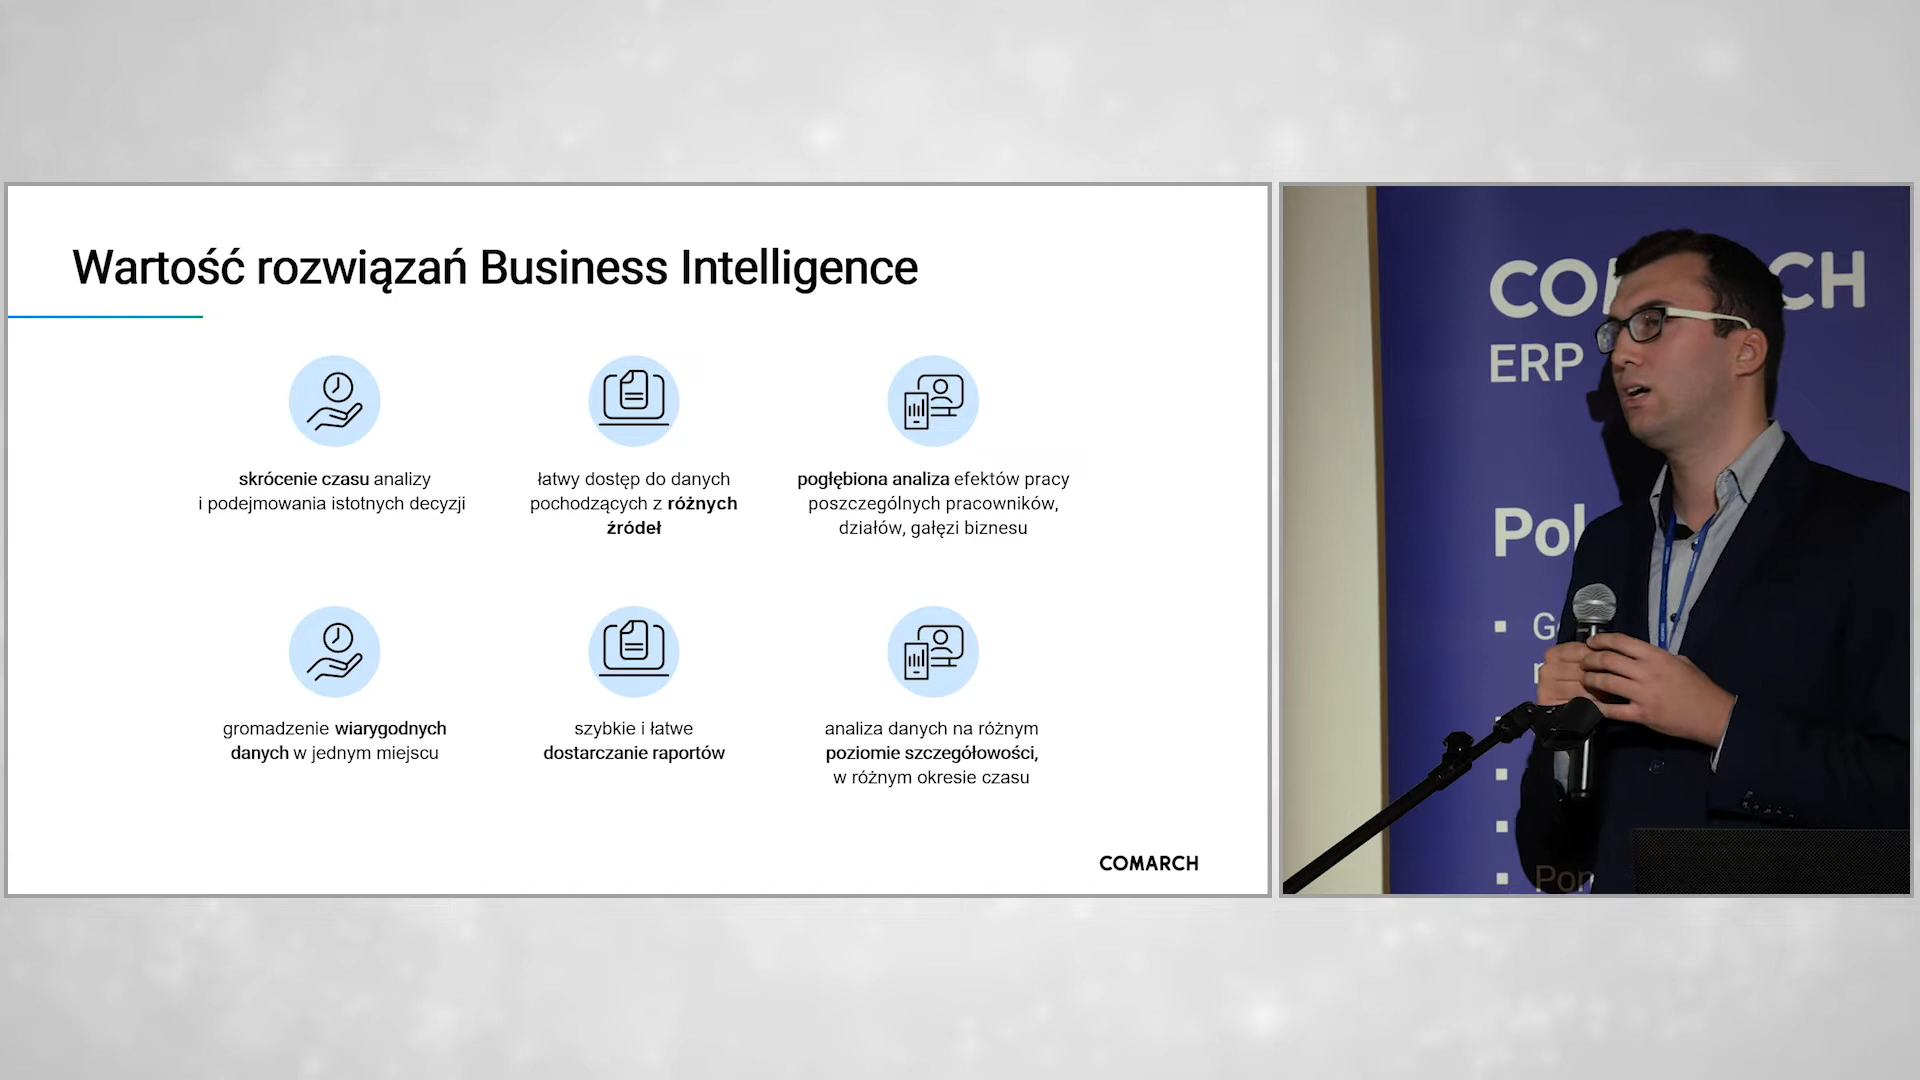 Wartość rozwiązań Business Intelligence
skrócenie czasu analizy
i podejmowania istotnych decyzji
łatwy dostęp do danych
pochodzących z różnych
źródeł
pogłębiona analiza efektów pracy
poszczególnych pracowników,
działów, gałęzi biznesu
gromadzenie wiarygodnych
danych w jednym miejscu
szybkie i łatwe
dostarczanie raportów
analiza danych na różnym
poziomie szczegółowości,
w różnym okresie czasu
COMARCH
ERP